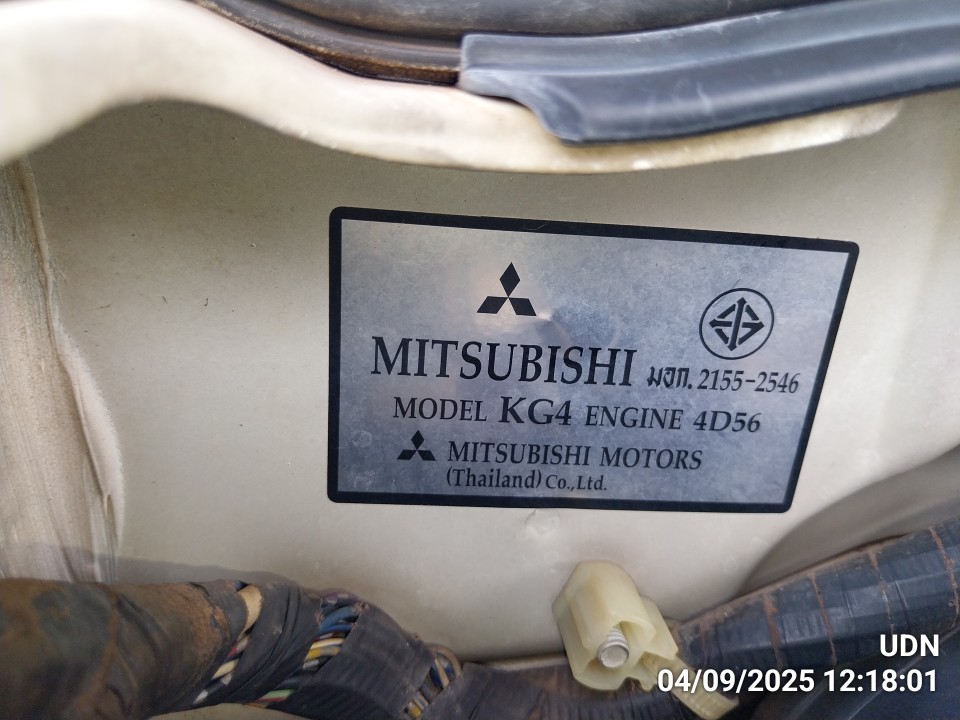 MITSUBISHI มอก.2155-2546
MODEL KG4 ENGINE 4D56
MITSUBISHI MOTORS
(Thailand) Co.,Ltd.
UDN
04/09/2025 12:18:01